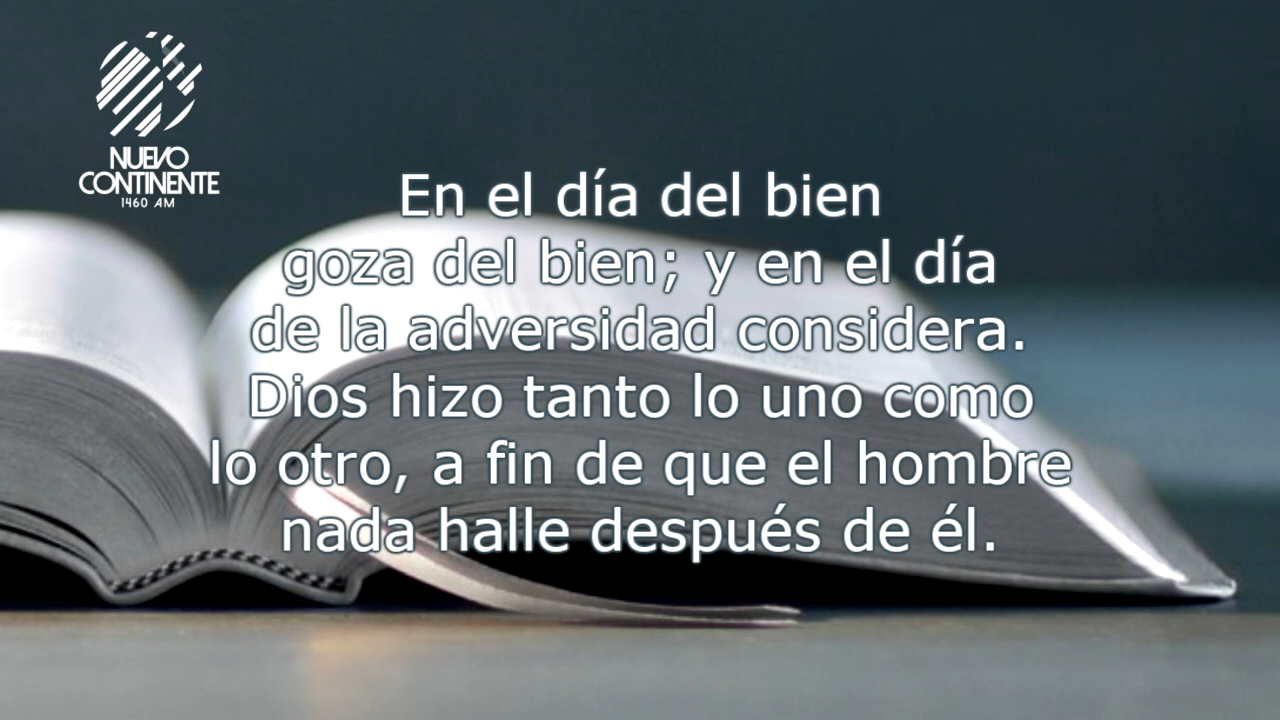 NUEVO
CONTINENTE
1460 AM
En el día del bien
goza del bien; y en el día
de la adversidad considera.
Dios hizo tanto lo uno como
lo otro, a fin de que el hombre
nada halle después de él.